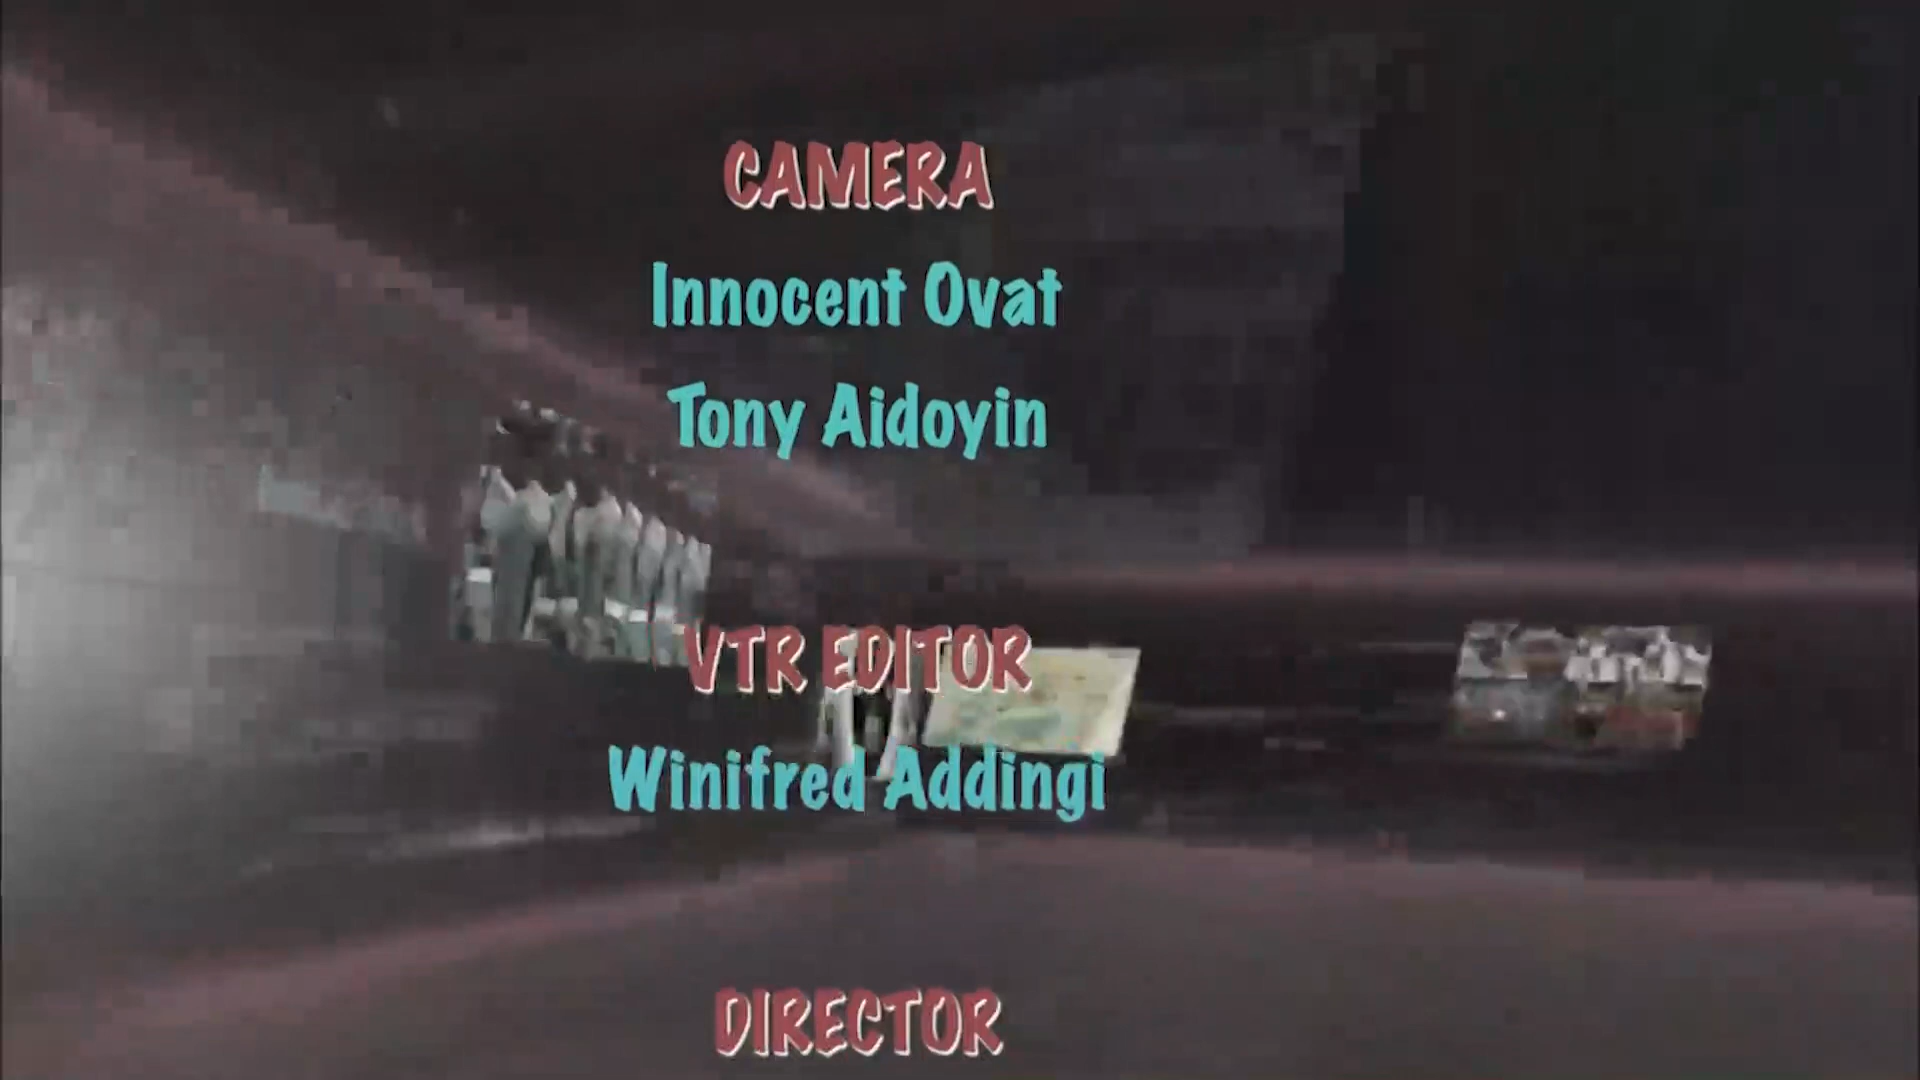 CAMERA
Innocent Ovat
Tony Aidoyin
VTR EDITOR
Winifred Addingi
DIRECTOR